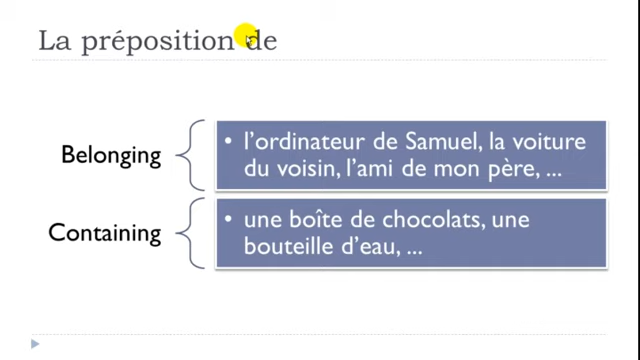 La préposition de
Belonging
• l'ordinateur de Samuel, la voiture
du voisin, l'ami de mon père, ...
Containing
• une boîte de chocolats, une
bouteille d'eau, ...